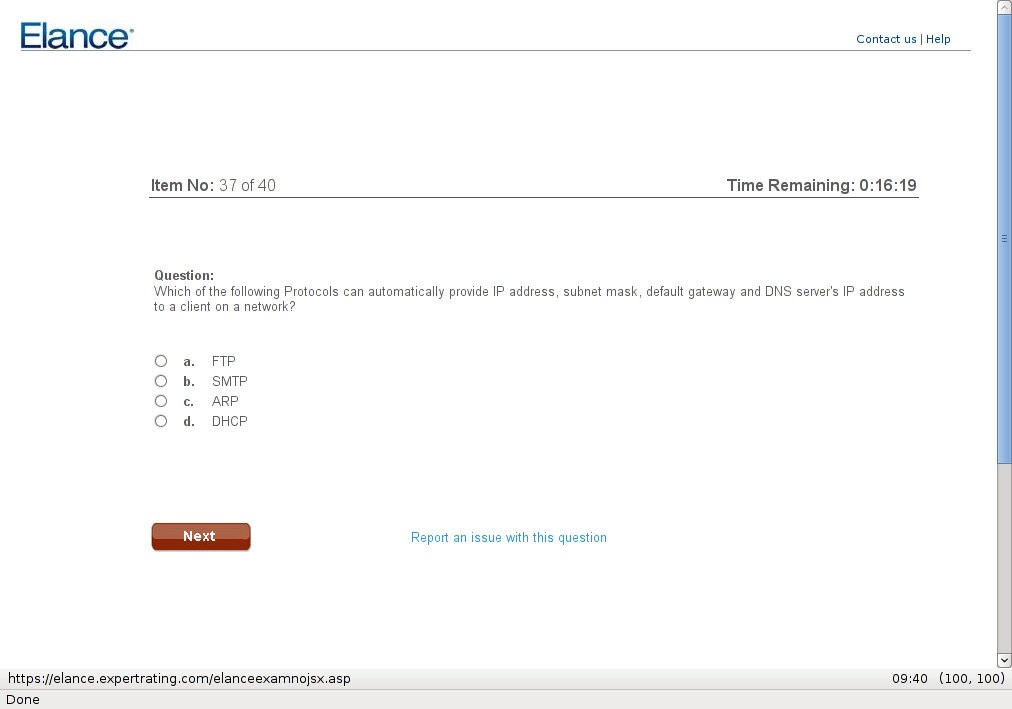 Elance®
Contact us | Help
Item No: 37 of 40
Time Remaining: 0:16:19
Question:
Which of the following Protocols can automatically provide IP address, subnet mask, default gateway and DNS server's IP address
to a client on a network?
a. FTP
b. SMTP
c. ARP
d. DHCP
Next
Report an issue with this question
https://elance.expertrating.com/elanceexamnojsx.asp
09:40 (100, 100)
Done